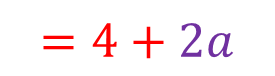 = 4 + 2a